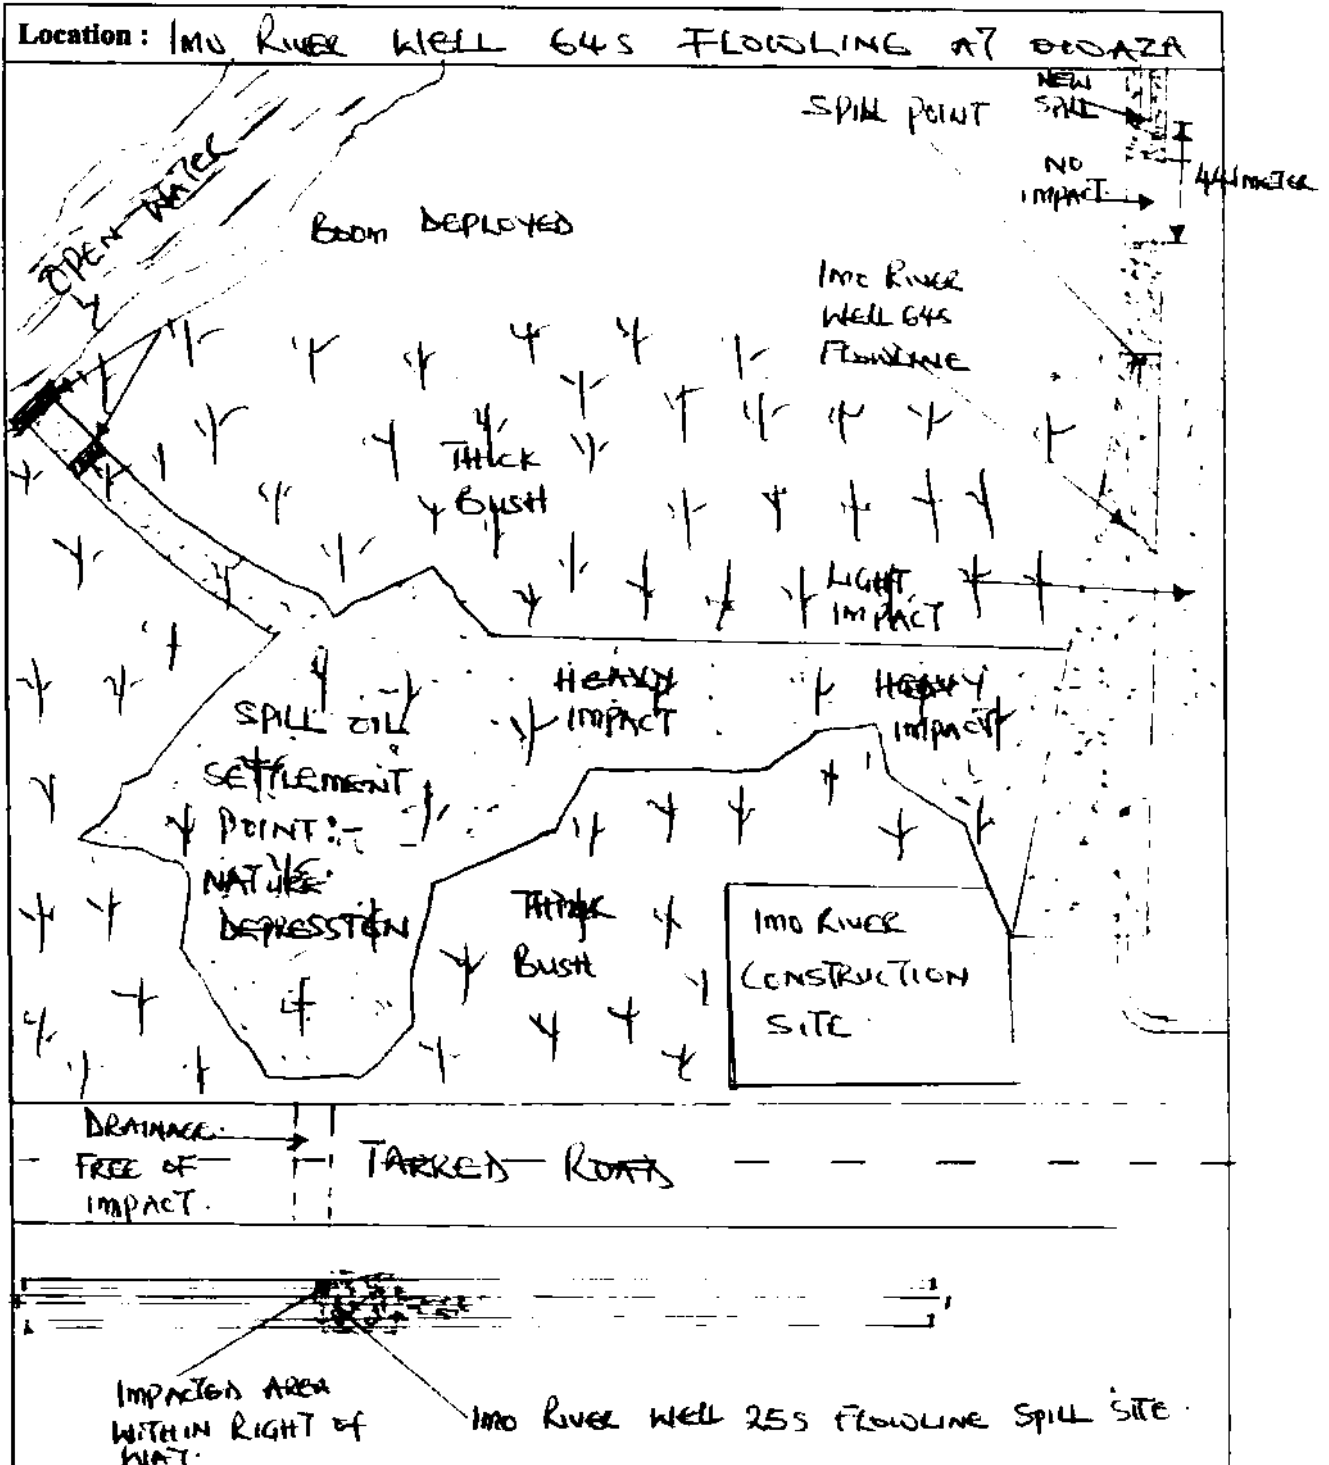 Location : IMO RIVER WELL 64S FLOWLING AT OWAZA
NEW
SPILL
SPILL POINT
NO
IMPACT
441 METER
OPEN WATER
BOOM DEPLOYED
IMO RIVER
WELL 64S
FLOWLINE
THICK
BUSH
LIGHT
IMPACT
HEAVY
IMPACT
HEAVY
IMPACT
SPILL OIL
SETTLEMENT
POINT:-
NATURE
DEPRESSION
THICK
BUSH
IMO RIVER
CONSTRUCTION
SITE
DRAINAGE
FREE OF
IMPACT.
TARRED ROAD
IMPACTED AREA
WITHIN RIGHT OF
WAY.
IMO RIVER WELL 25S FLOWLINE SPILL SITE.